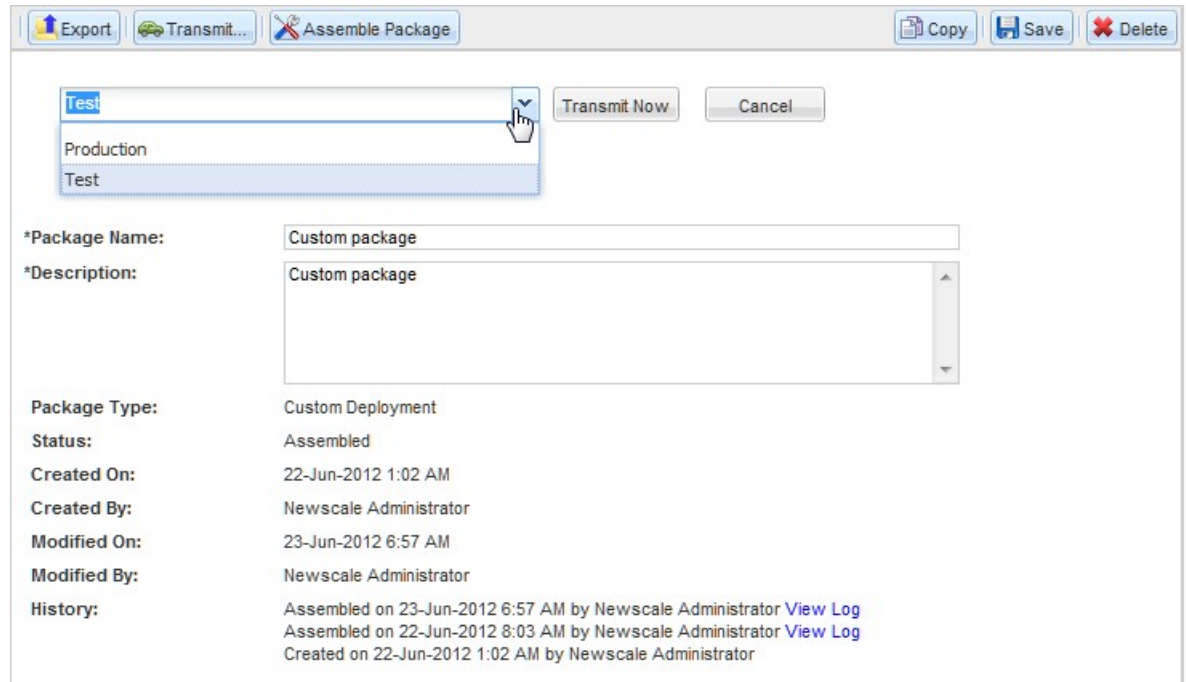 Export Transmit... Assemble Package Copy Save Delete
Test Transmit Now Cancel
Production
Test
*Package Name: Custom package
*Description: Custom package
Package Type: Custom Deployment
Status: Assembled
Created On: 22-Jun-2012 1:02 AM
Created By: Newscale Administrator
Modified On: 23-Jun-2012 6:57 AM
Modified By: Newscale Administrator
History: Assembled on 23-Jun-2012 6:57 AM by Newscale Administrator View Log
Assembled on 22-Jun-2012 8:03 AM by Newscale Administrator View Log
Created on 22-Jun-2012 1:02 AM by Newscale Administrator